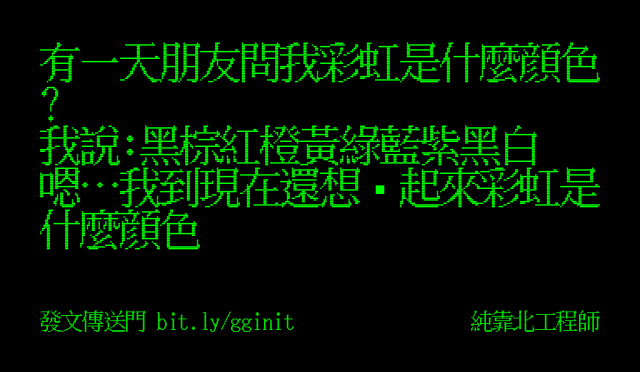 有一天朋友問我彩虹是什麼顏色
?
我說:黑棕紅橙黃綠藍紫黑白
嗯…我到現在還想▪起來彩虹是
什麼顏色
發文傳送門 bit.ly/gginit
純靠北工程師